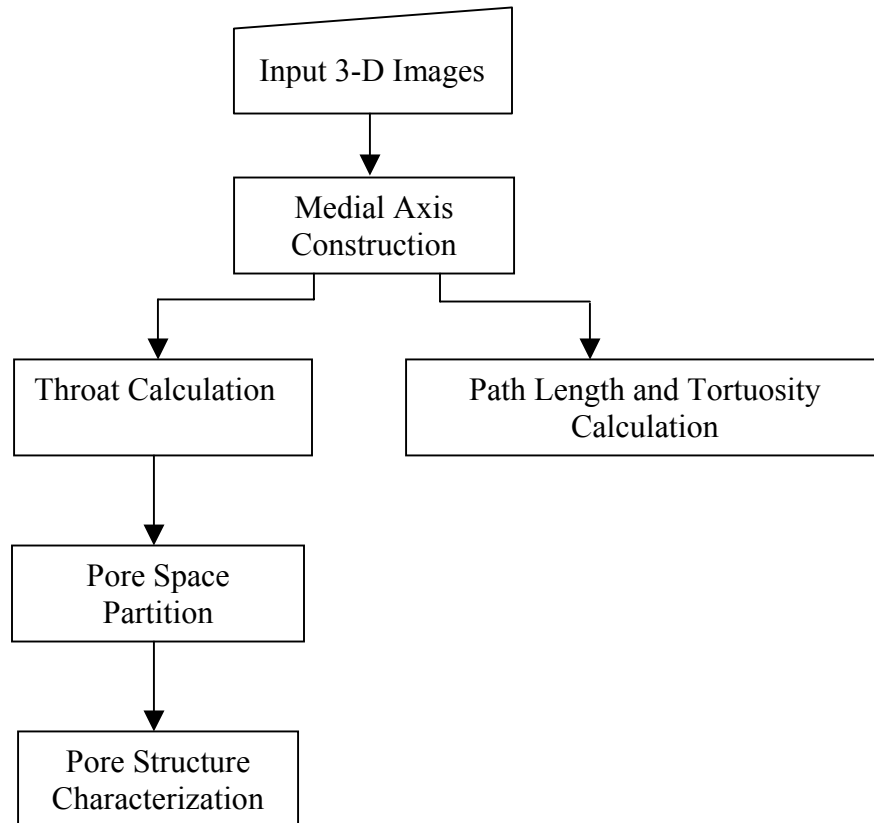 Input 3-D Images
Medial Axis
Construction
Throat Calculation
Path Length and Tortuosity
Calculation
Pore Space
Partition
Pore Structure
Characterization